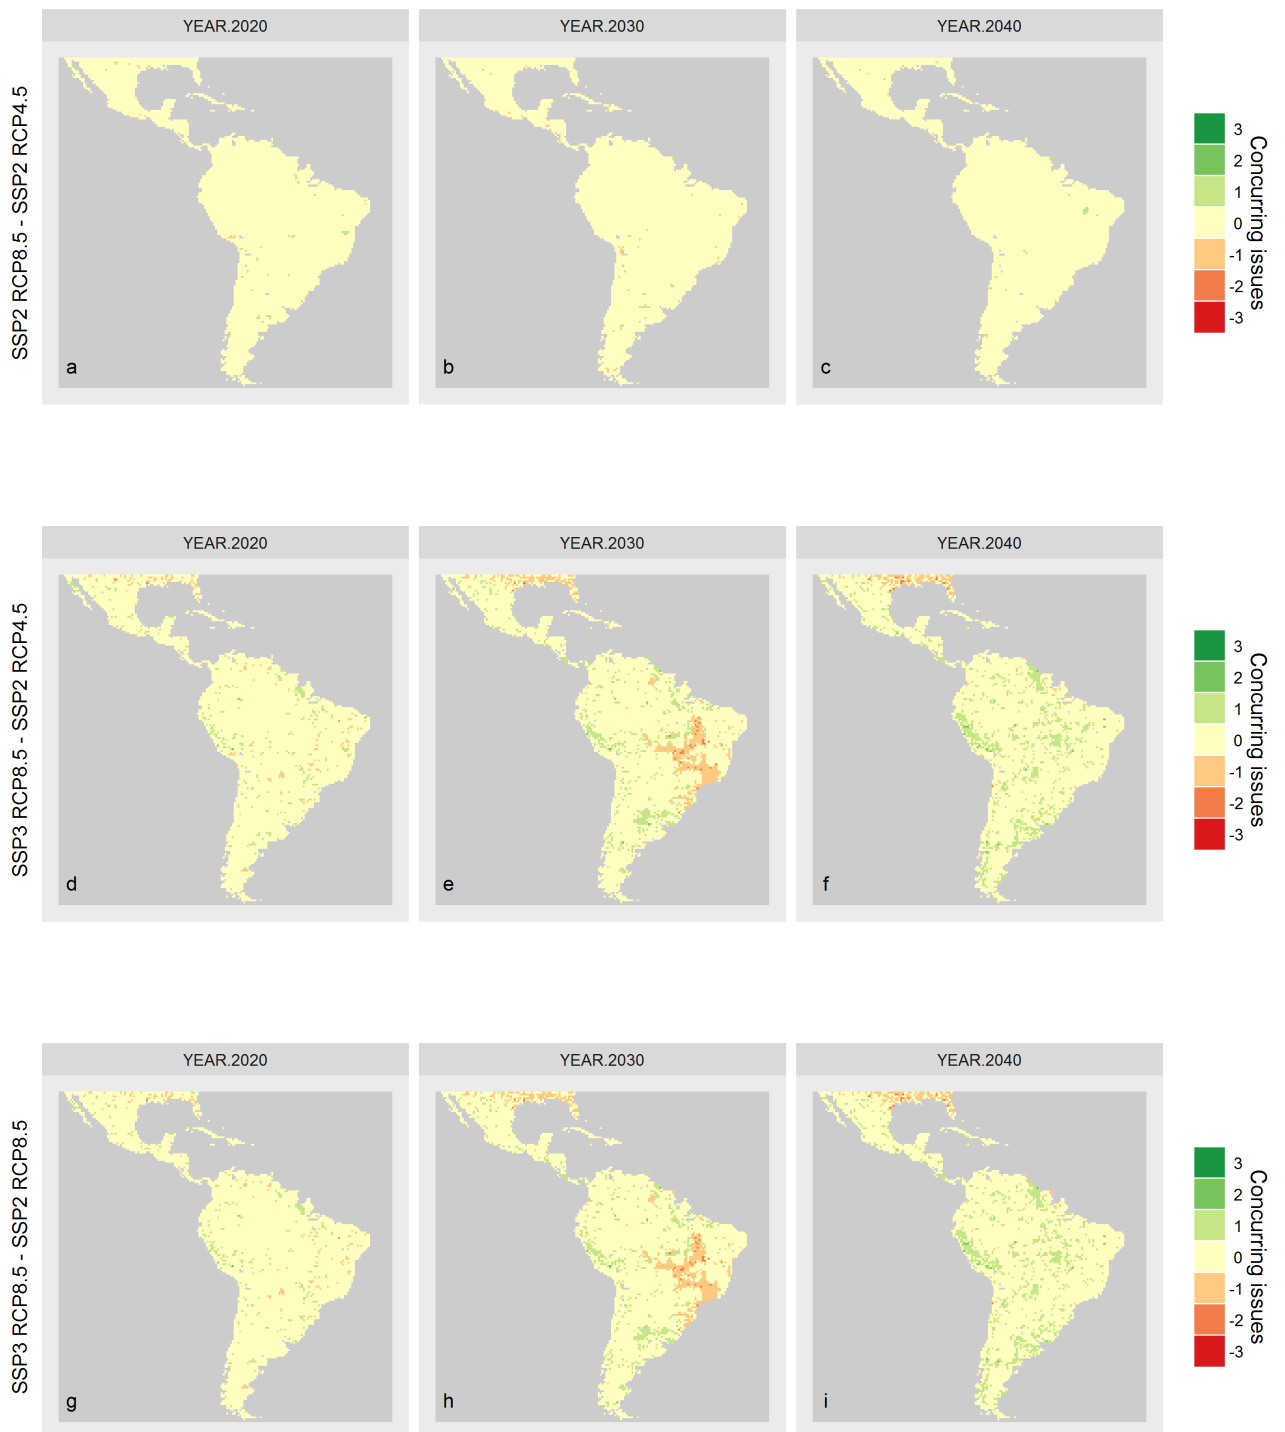 YEAR.2020
YEAR.2030
YEAR.2040
SSP2 RCP8.5 - SSP2 RCP4.5
a
b
c
3
2
1
0
-1
-2
-3
Concurring issues
YEAR.2020
YEAR.2030
YEAR.2040
SSP3 RCP8.5 - SSP2 RCP4.5
d
e
f
3
2
1
0
-1
-2
-3
Concurring issues
YEAR.2020
YEAR.2030
YEAR.2040
SSP3 RCP8.5 - SSP2 RCP8.5
g
h
i
3
2
1
0
-1
-2
-3
Concurring issues